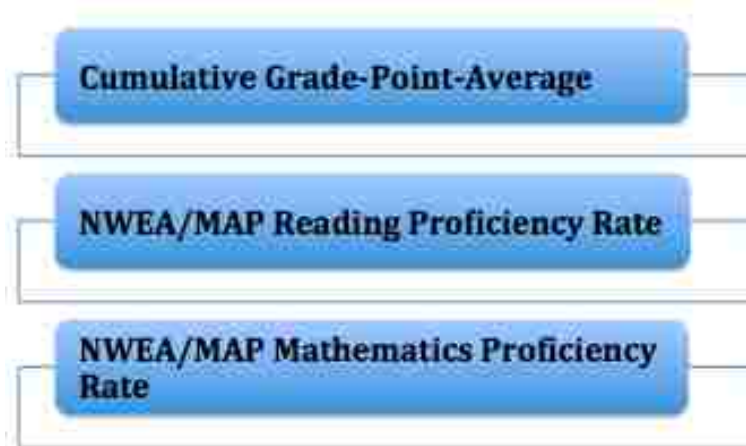 Cumulative Grade-Point-Average
NWEA/MAP Reading Proficiency Rate
NWEA/MAP Mathematics Proficiency
Rate